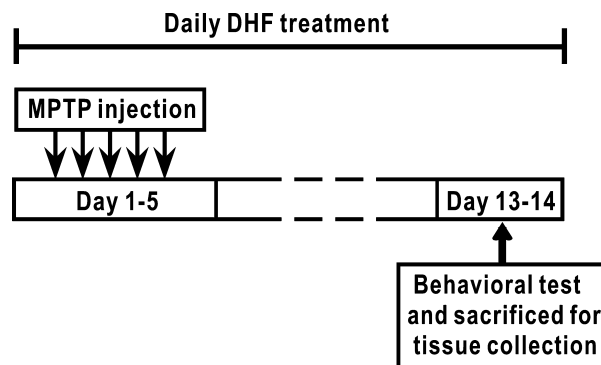 Daily DHF treatment
MPTP injection
Day 1-5
Day 13-14
Behavioral test
and sacrificed for
tissue collection